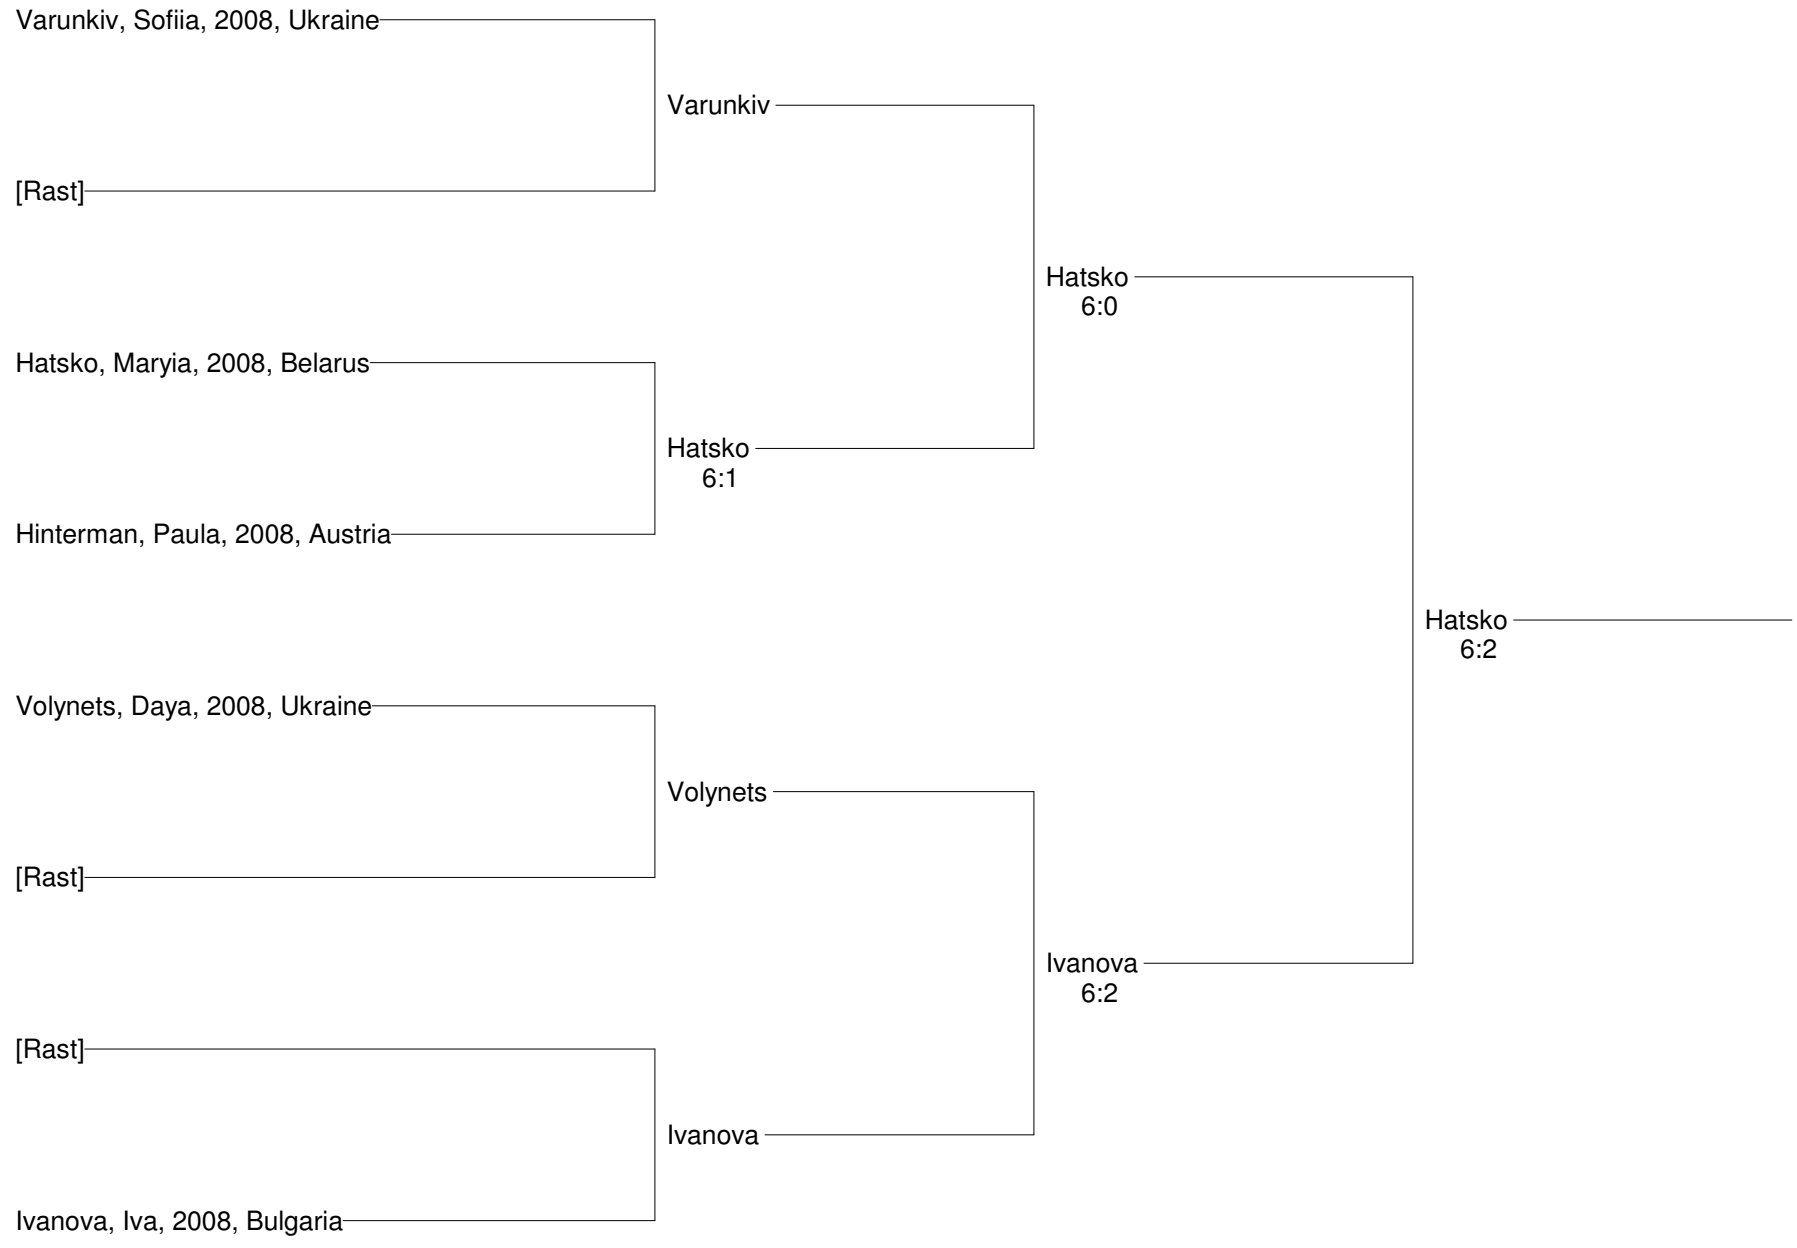 Varunkiv, Sofiia, 2008, Ukraine
Varunkiv
[Rast]
Hatsko
6:0
Hatsko, Maryia, 2008, Belarus
Hatsko
6:1
Hinterman, Paula, 2008, Austria
Hatsko
6:2
Volynets, Daya, 2008, Ukraine
Volynets
[Rast]
Ivanova
6:2
[Rast]
Ivanova
Ivanova, Iva, 2008, Bulgaria